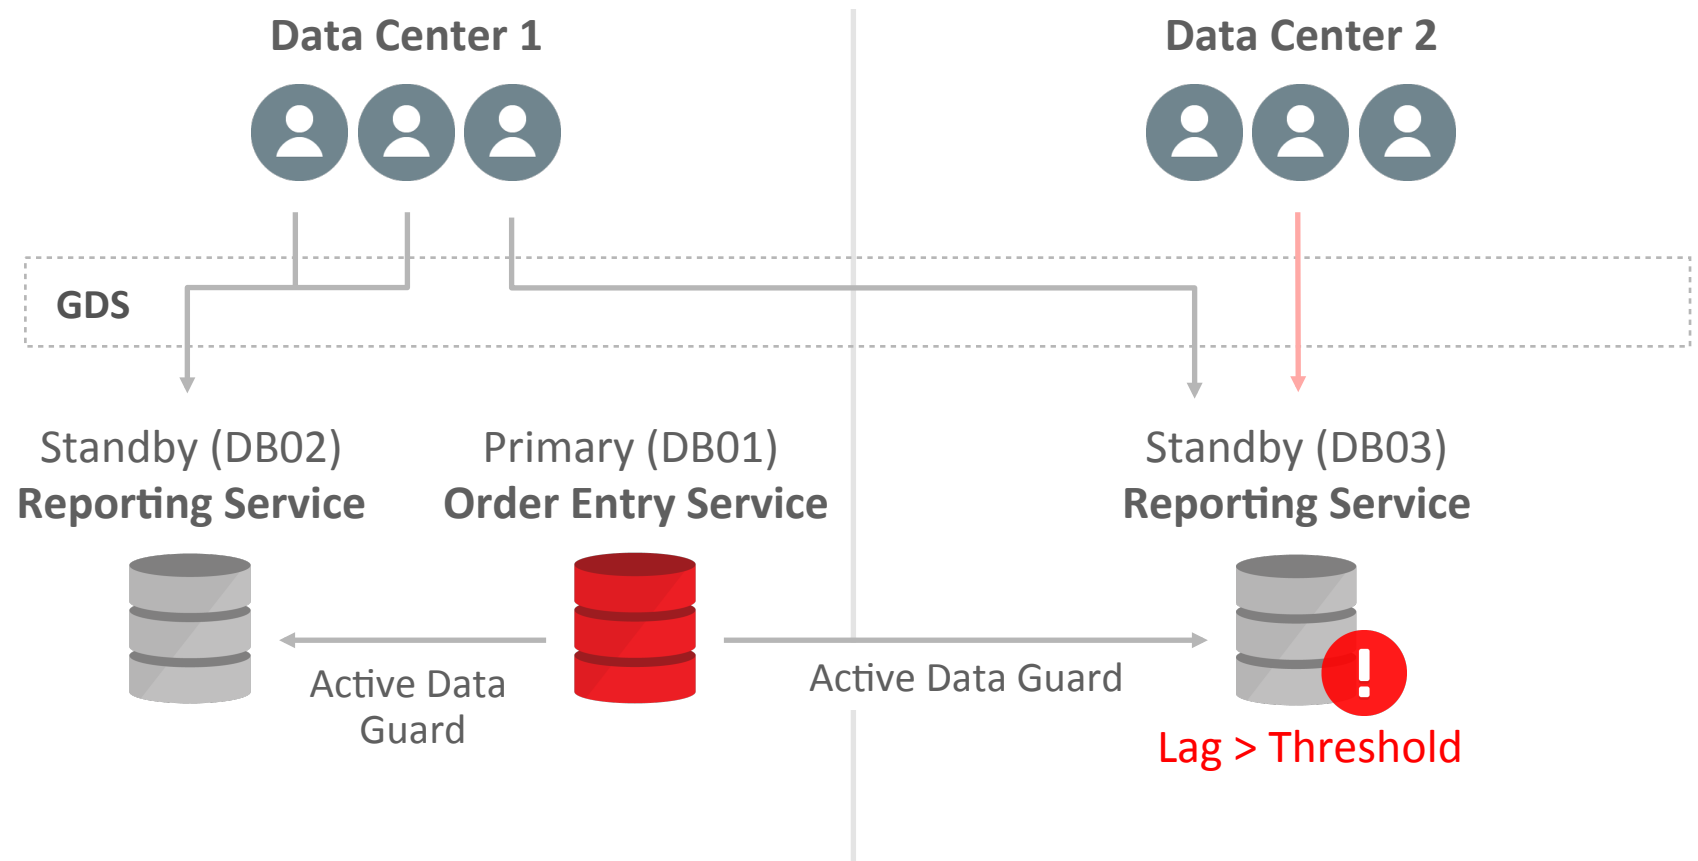 Data Center 1
Data Center 2
GDS
Standby (DB02)
Reporting Service
Primary (DB01)
Order Entry Service
Standby (DB03)
Reporting Service
Active Data
Guard
Active Data Guard
!
Lag > Threshold